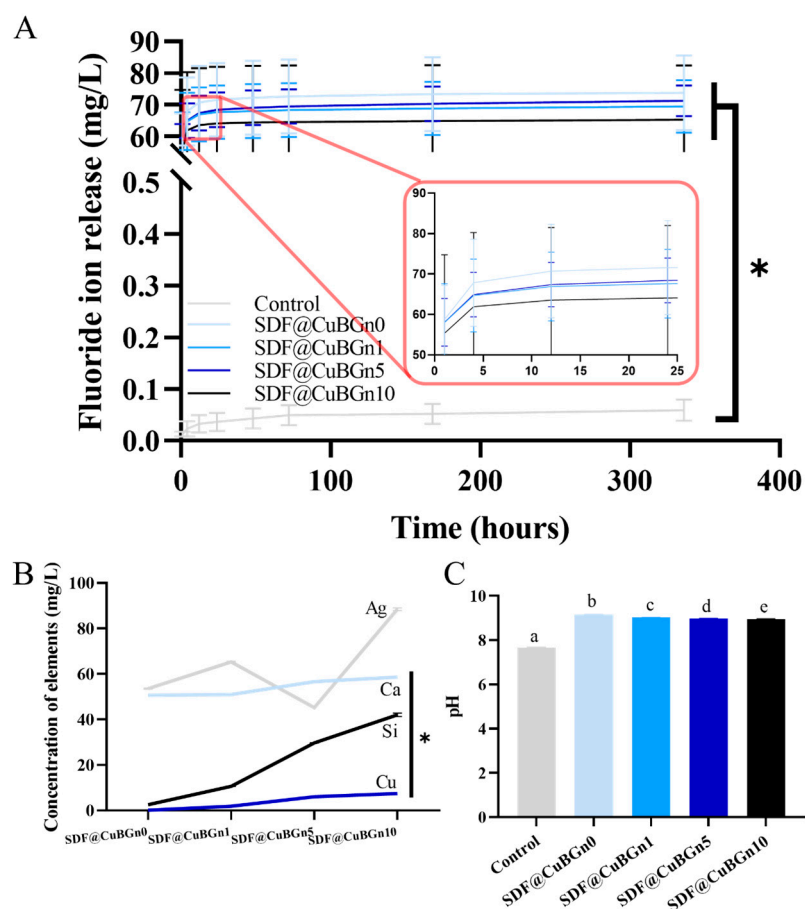 A
Fluoride ion release (mg/L)
90
80
70
60
0.5
0.4
0.3
0.2
0.1
0.0
Control
SDF@CuBGn0
SDF@CuBGn1
SDF@CuBGn5
SDF@CuBGn10
90
80
70
60
50
0 5 10 15 20 25
*
0 100 200 300 400
Time (hours)
B
Concentration of elements (mg/L)
100
80
60
40
20
0
Ag
Ca
Si
Cu
*
SDF@CuBGn0 SDF@CuBGn1 SDF@CuBGn5 SDF@CuBGn10
C
pH
10
8
6
4
2
0
a b c d e
Control SDF@CuBGn0 SDF@CuBGn1 SDF@CuBGn5 SDF@CuBGn10